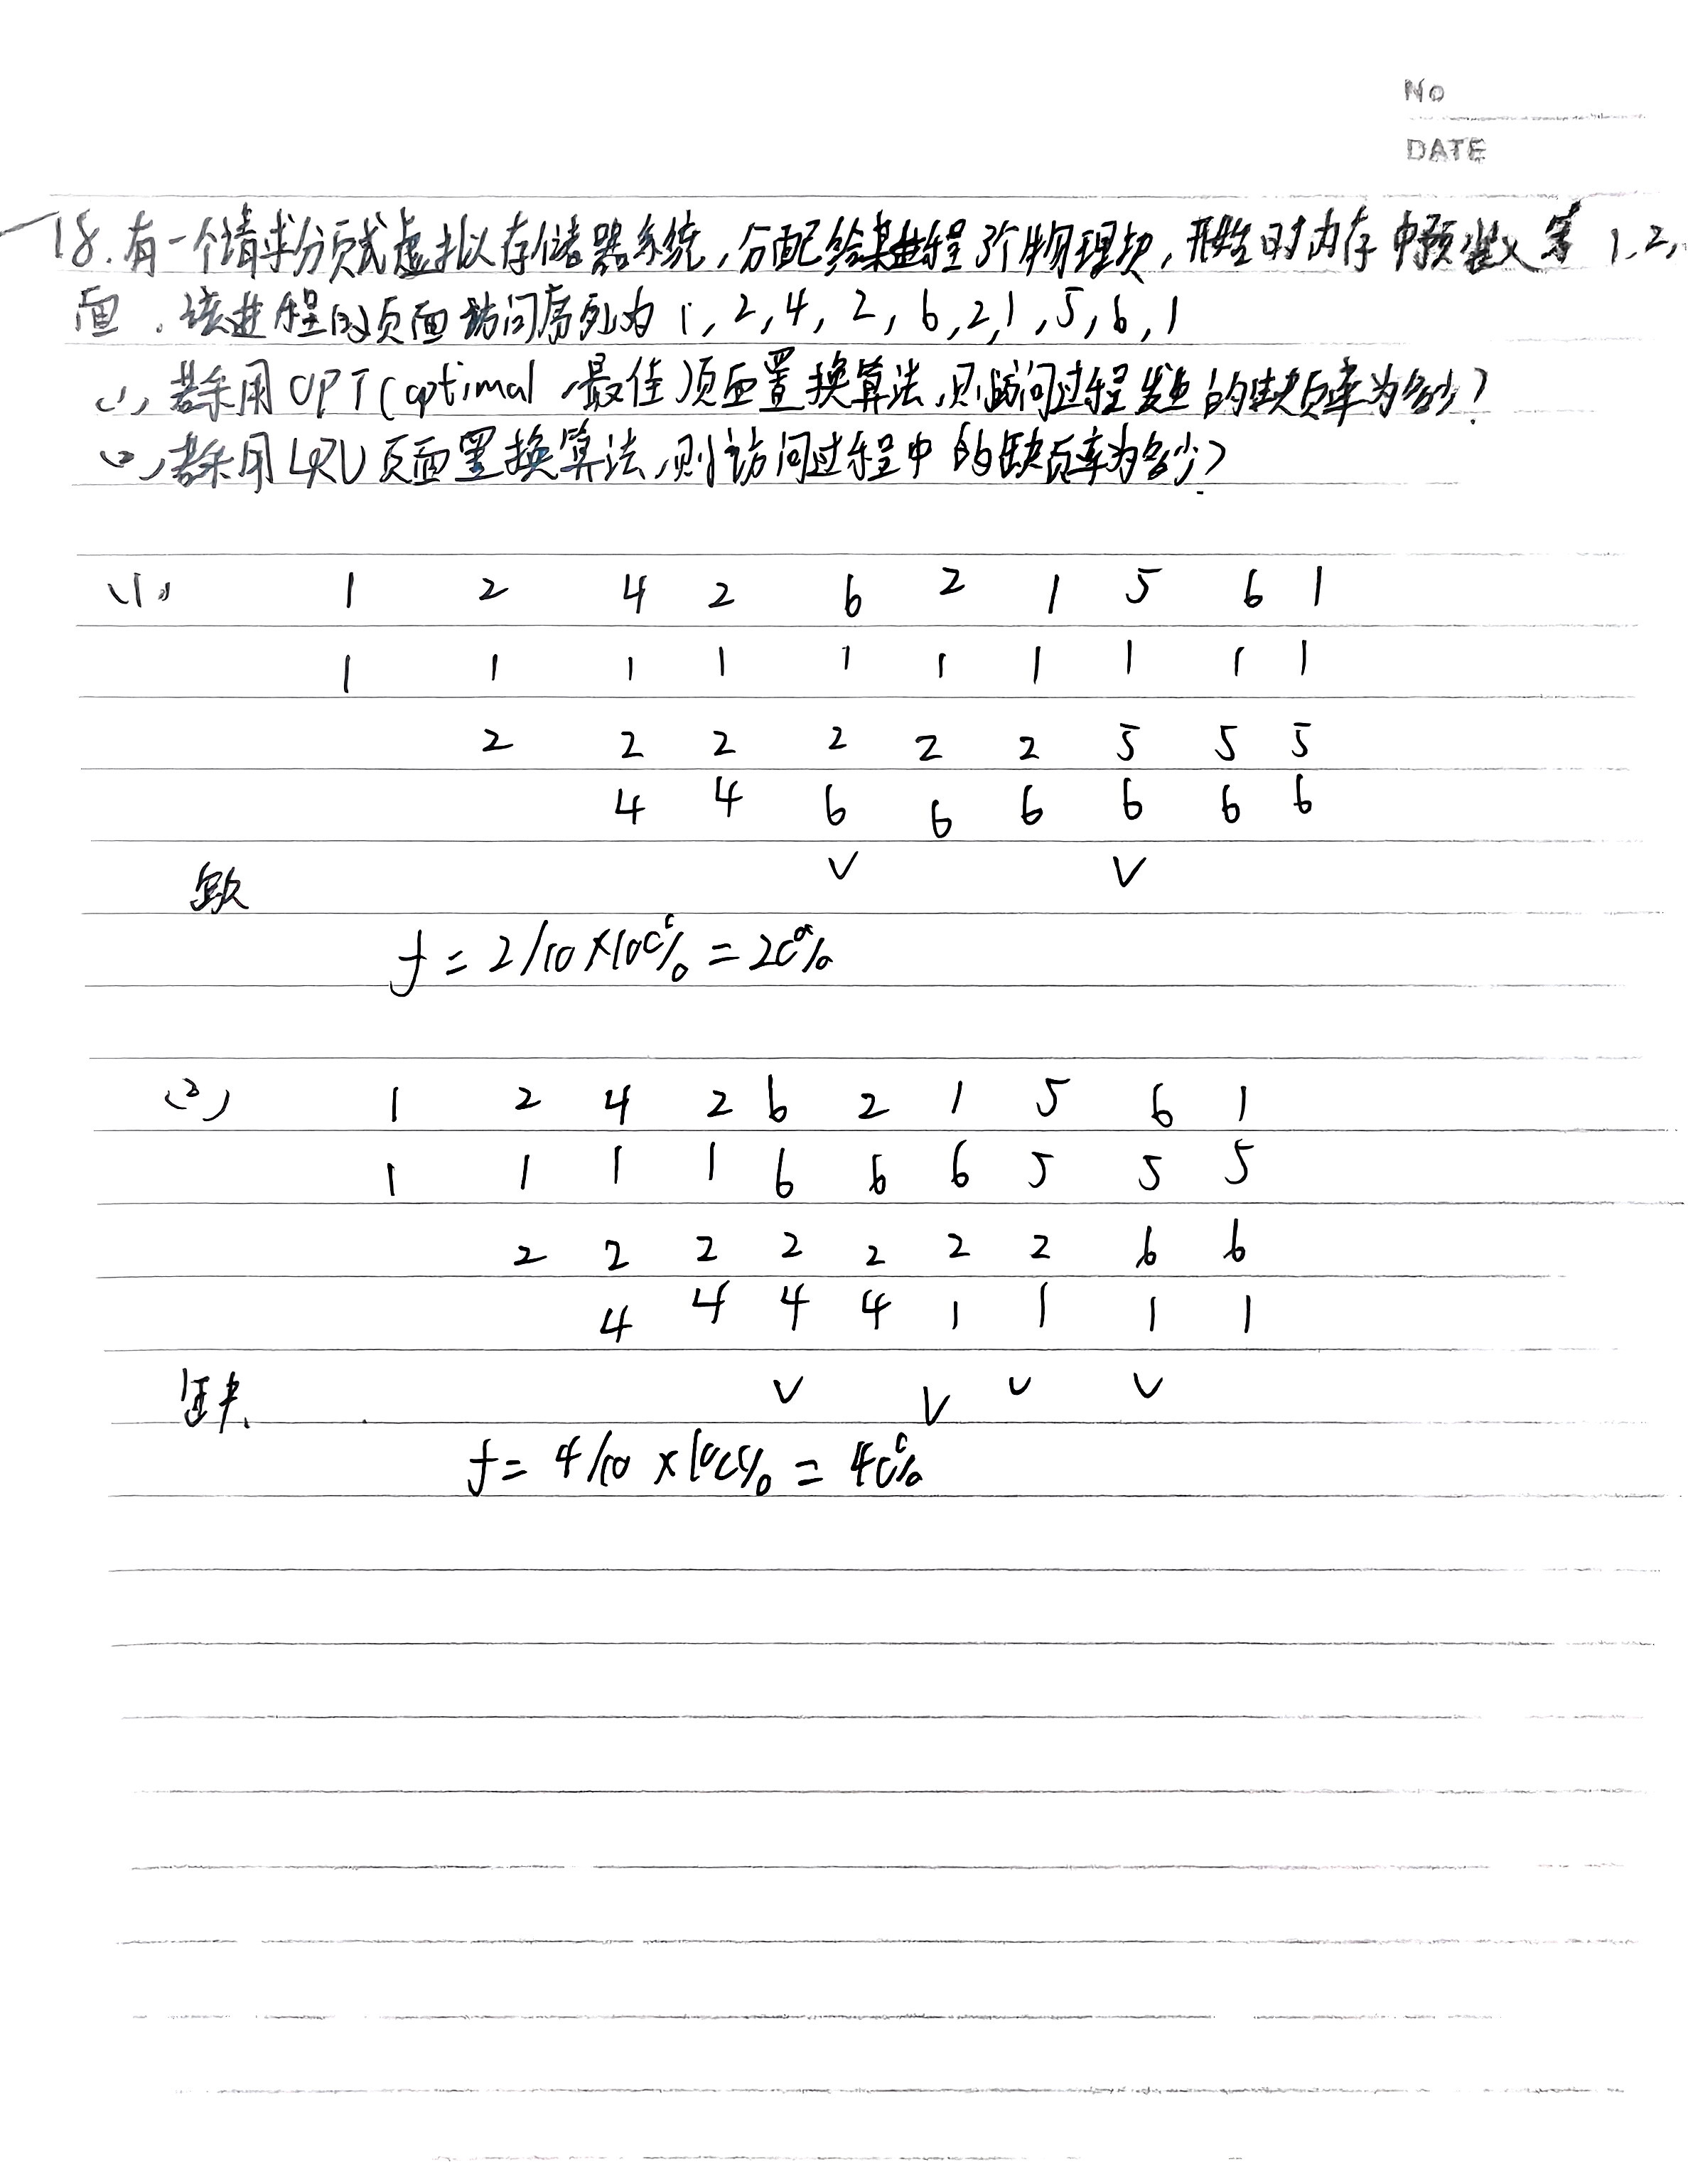 No
DATE
18.有一个请求分页式虚拟以存储器系统,分配给某进程3个物理块,开始时内存中预装入第1,2,
面.该进程的页面访问序列为1,2,4,2,6,2,1,5,6,1
(1)若采用OPT(optimal,最佳)页面置换算法,则访问过程发生的缺页率为多少?
(2)若采用LRU页面置换算法,则访问过程中的缺页率为多少?
(1) 1 2 4 2 6 2 1 5 6 1
1 1 1 1 1 1 1 1 1 1
2 2 2 2 2 2 5 5 5
4 4 6 6 6 6 6 6
缺 V V
f=2/10×100%=20%
(2) 1 2 4 2 6 2 1 5 6 1
1 1 1 1 6 6 6 5 5 5
2 2 2 2 2 2 2 6 6
4 4 4 4 1 1 1 1
缺 V V V V
f=4/10×100%=40%